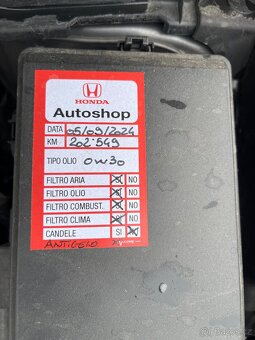 HONDA
Autoshop
DATA 05/09/2024
KM 202'549
TIPO OLIO 0W30
FILTRO ARIA SI NO
FILTRO OLIO SI NO
FILTRO COMBUST. SI NO
FILTRO CLIMA SI NO
CANDELE SI NO
ANTIGELO